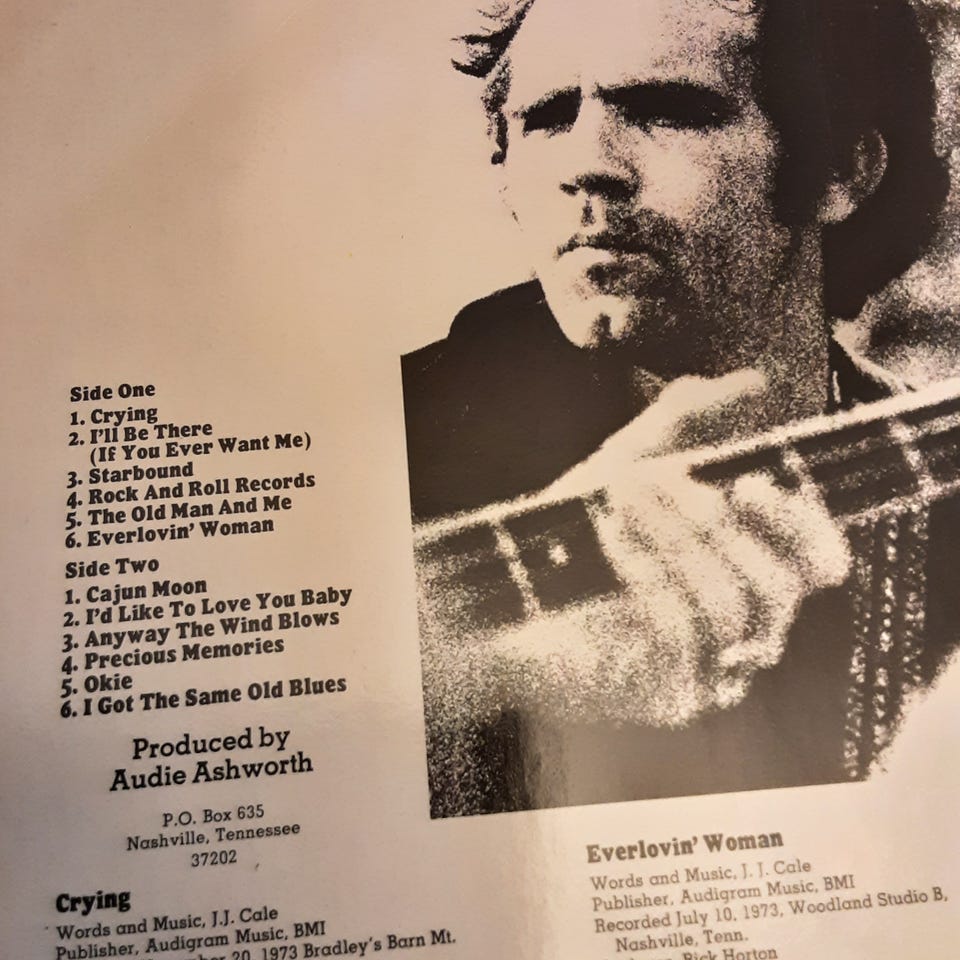 Side One
1. Crying
2. I'll Be There
(If You Ever Want Me)
3. Starbound
4. Rock And Roll Records
5. The Old Man And Me
6. Everlovin' Woman
Side Two
1. Cajun Moon
2. I'd Like To Love You Baby
3. Anyway The Wind Blows
4. Precious Memories
5. Okie
6. I Got The Same Old Blues
Produced by
Audie Ashworth
P.O. Box 635
Nashville, Tennessee
37202
Crying
Words and Music, J.J. Cale
Publisher, Audigram Music, BMI
20, 1973 Bradley's Barn Mt.
Everlovin' Woman
Words and Music, J. J. Cale
Publisher, Audigram Music, BMI
Recorded July 10, 1973, Woodland Studio B,
Nashville, Tenn.
Rick Horton